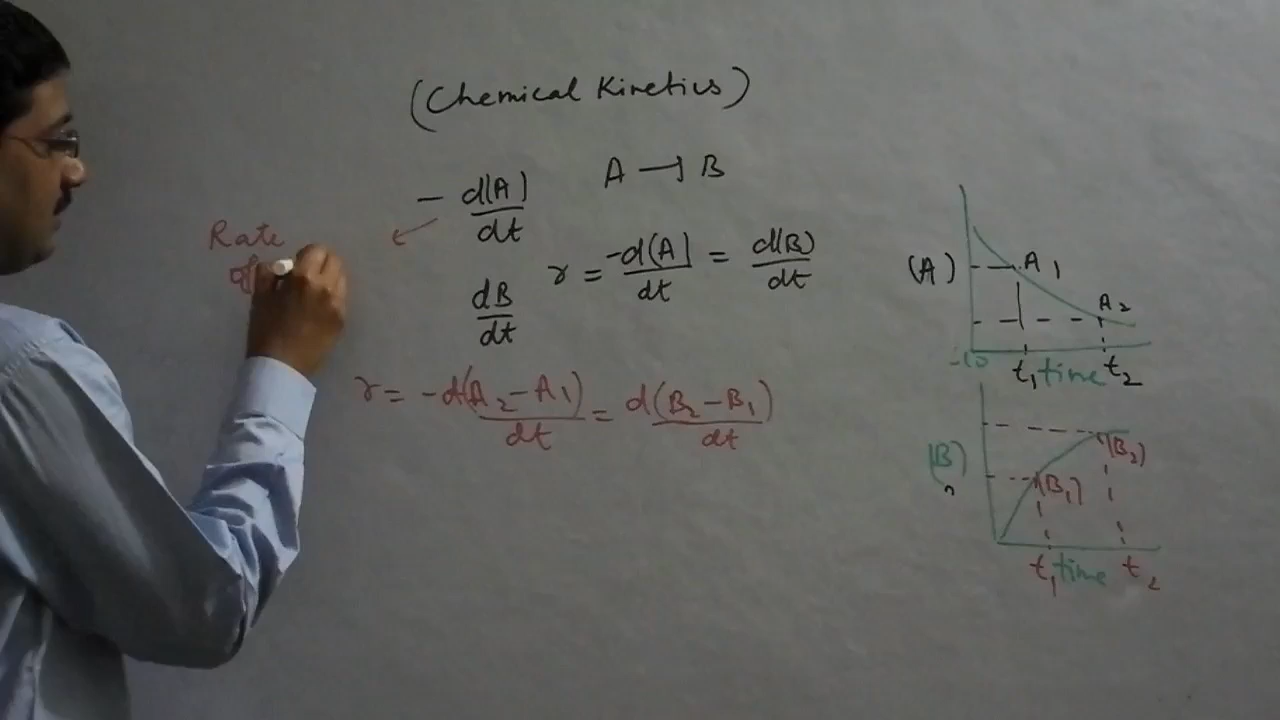 (Chemical Kinetics)
A → B
- d(A) / dt
Rate
of
dB / dt
r = -d(A) / dt = d(B) / dt
r = -d(A2 - A1) / dt = d(B2 - B1) / dt
(A)
A1
A2
t1 time t2
(B)
(B2)
(B1)
t1 time t2